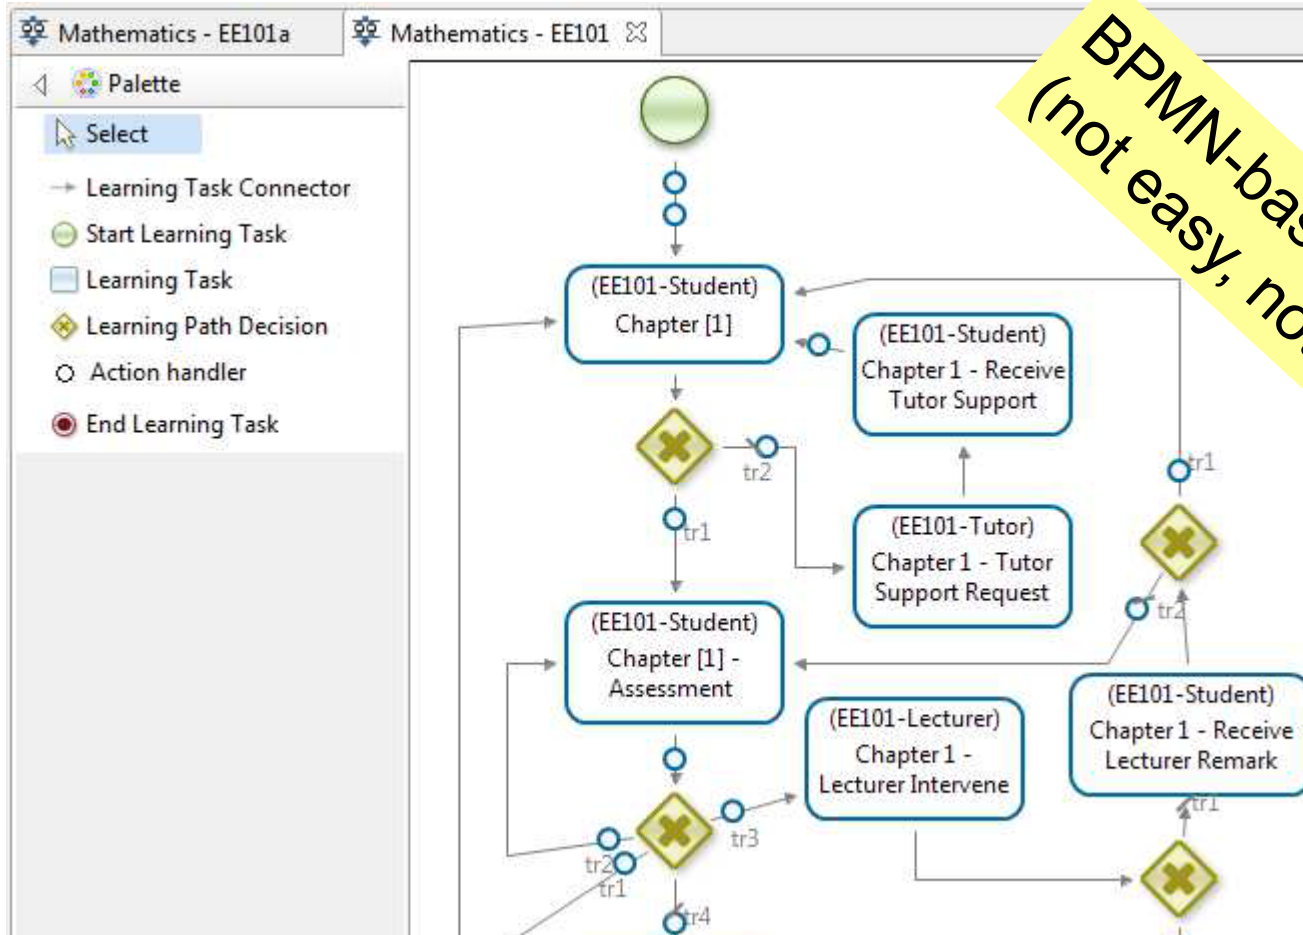 Mathematics - EE101a
Mathematics - EE101
Palette
Select
Learning Task Connector
Start Learning Task
Learning Task
Learning Path Decision
Action handler
End Learning Task
BPMN-bas
(not easy, no
(EE101-Student)
Chapter [1]
(EE101-Student)
Chapter 1 - Receive
Tutor Support
tr2
tr1
tr1
(EE101-Tutor)
Chapter 1 - Tutor
Support Request
tr2
(EE101-Student)
Chapter [1] -
Assessment
(EE101-Lecturer)
Chapter 1 -
Lecturer Intervene
(EE101-Student)
Chapter 1 - Receive
Lecturer Remark
tr1
tr3
tr2
tr1
tr4